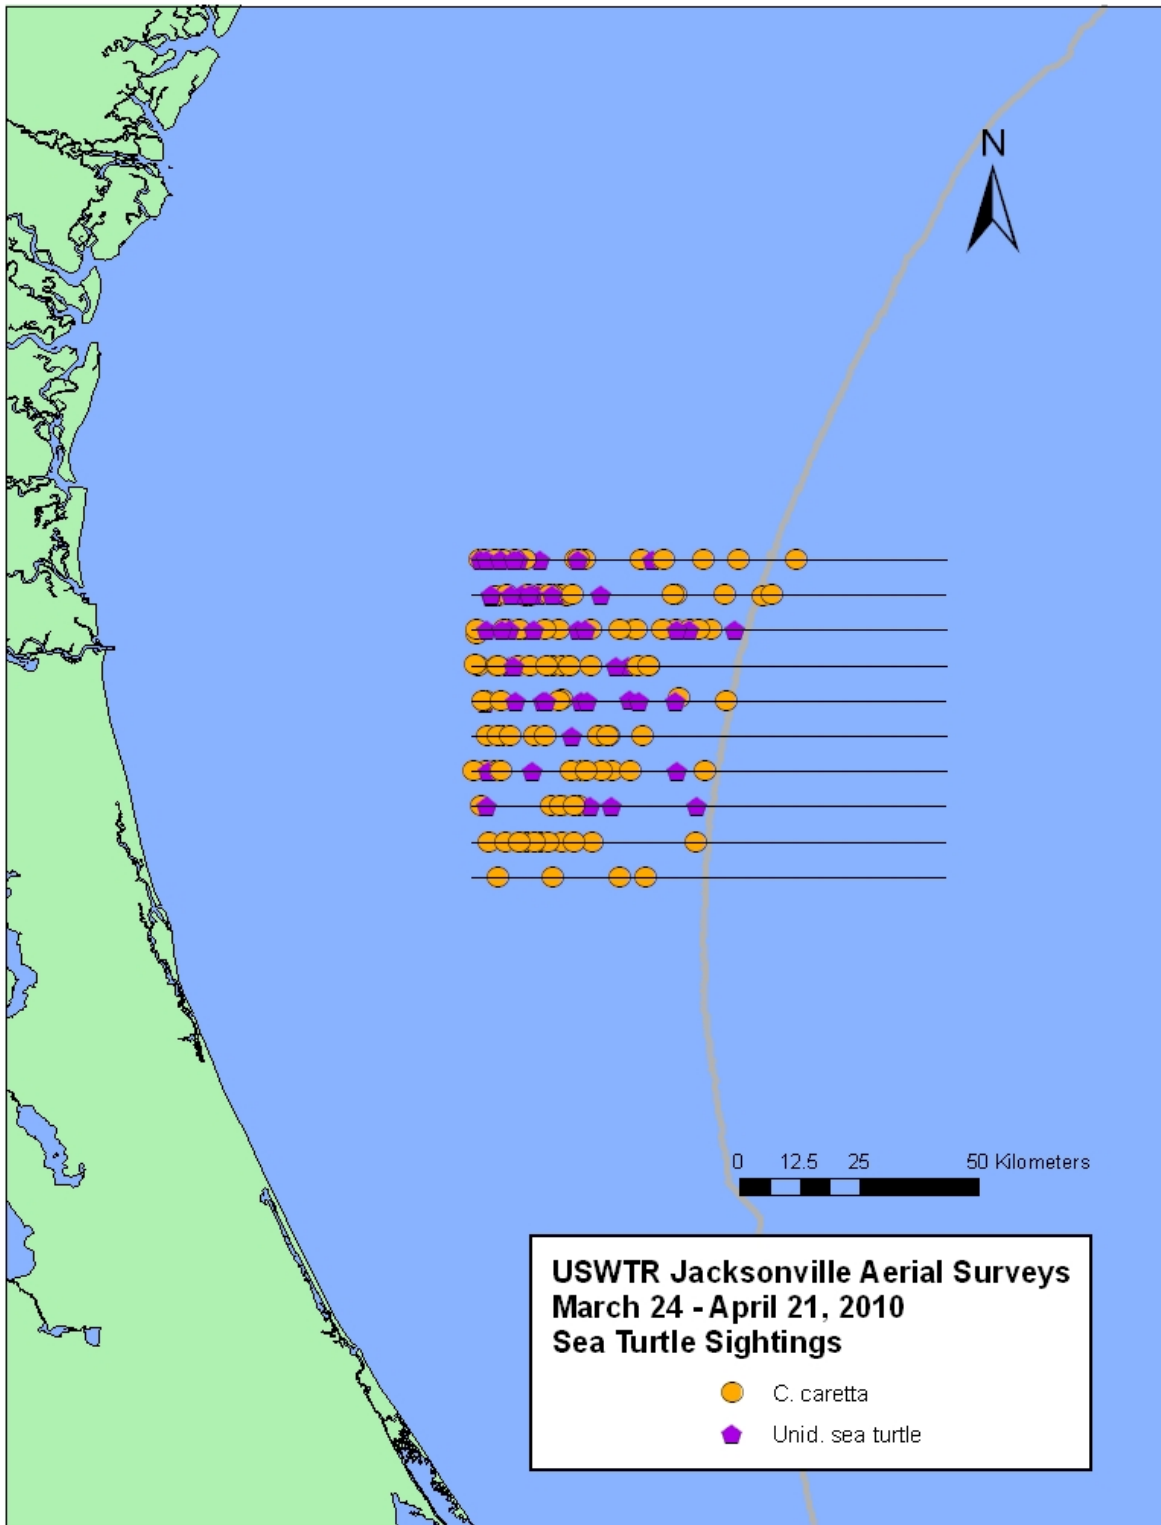 N
0 12.5 25 50 Kilometers
USWTR Jacksonville Aerial Surveys
March 24 - April 21, 2010
Sea Turtle Sightings
C. caretta
Unid. sea turtle